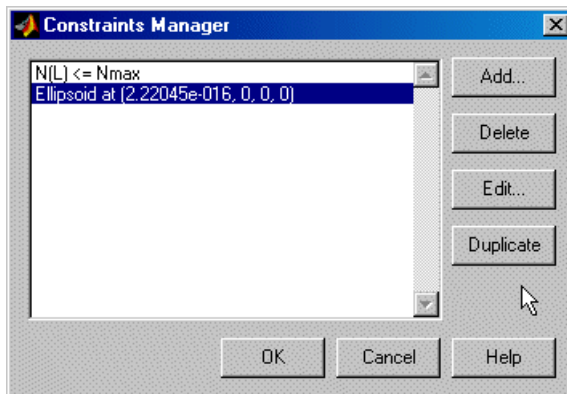 Constraints Manager
N(L) <= Nmax
Ellipsoid at (2.22045e-016, 0, 0, 0)
Add...
Delete
Edit...
Duplicate
OK
Cancel
Help